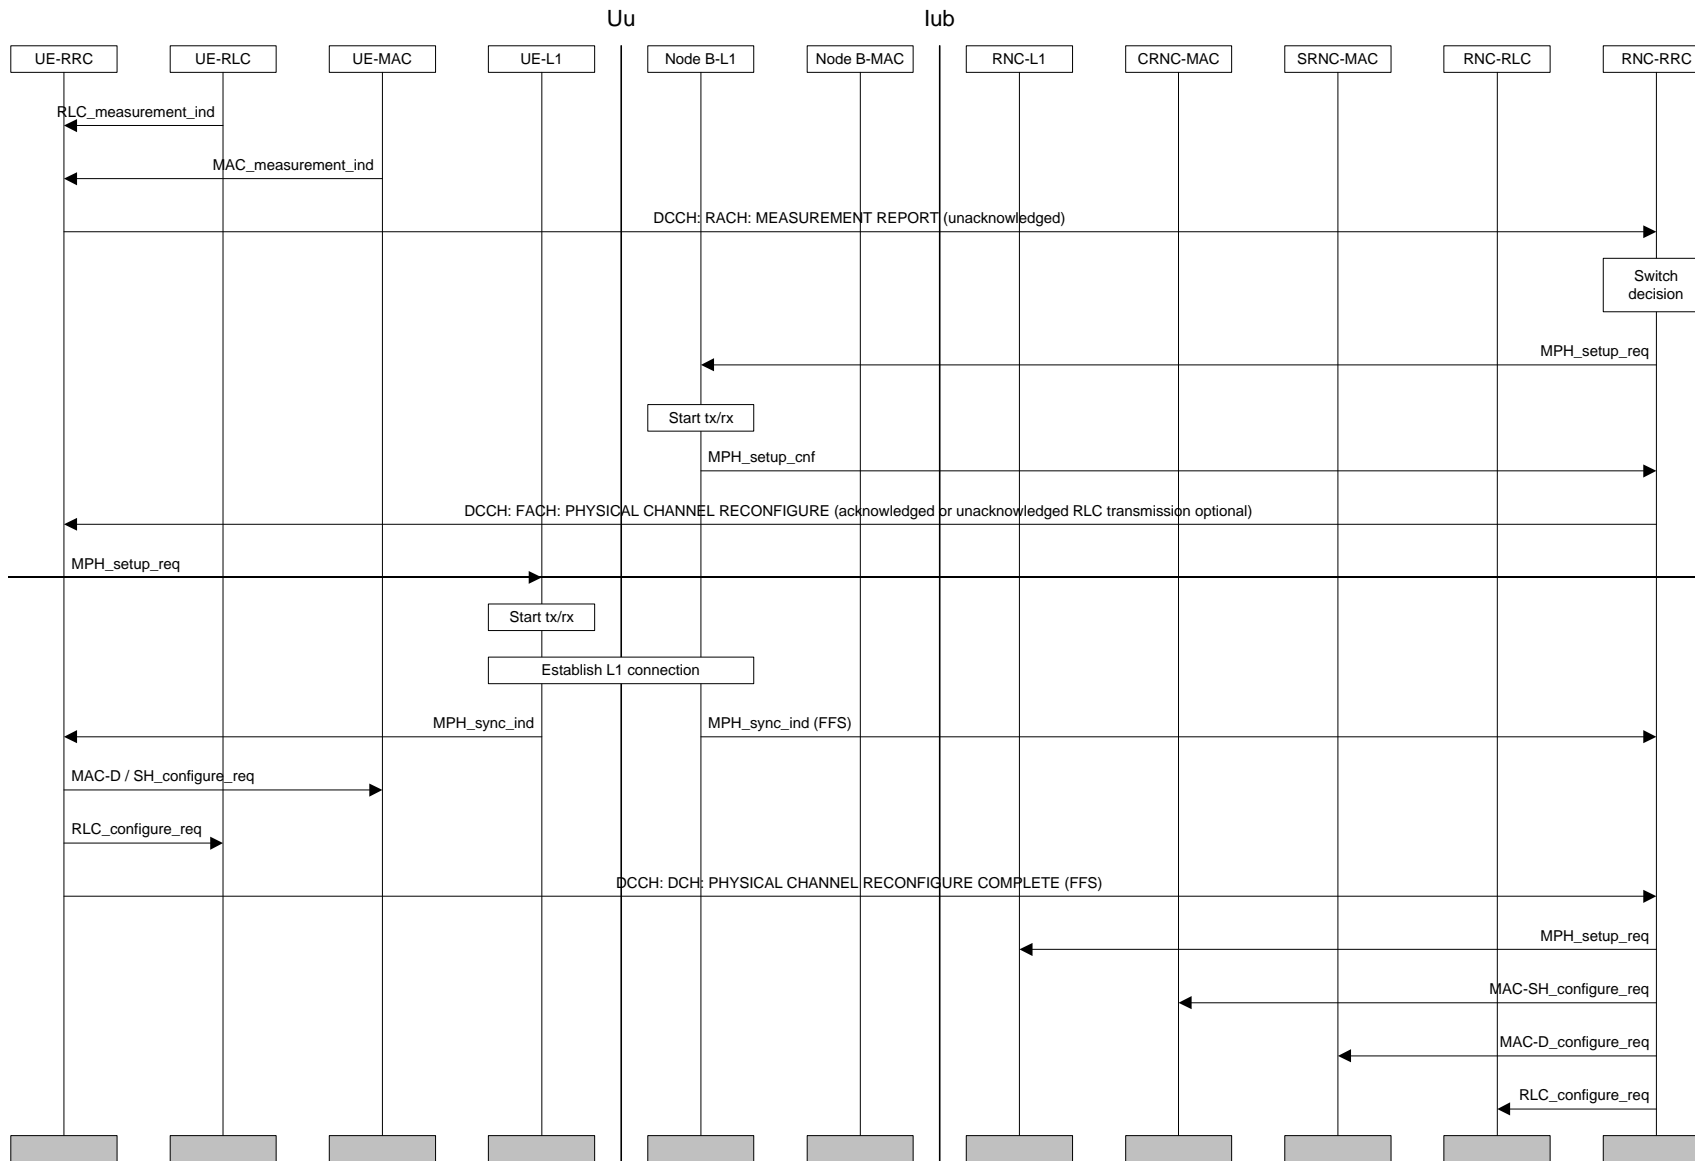 Uu
Iub
UE-RRC
UE-RLC
UE-MAC
UE-L1
Node B-L1
Node B-MAC
RNC-L1
CRNC-MAC
SRNC-MAC
RNC-RLC
RNC-RRC
RLC_measurement_ind
MAC_measurement_ind
DCCH: RACH: MEASUREMENT REPORT (unacknowledged)
Switch
decision
MPH_setup_req
Start tx/rx
MPH_setup_cnf
DCCH: FACH: PHYSICAL CHANNEL RECONFIGURE (acknowledged or unacknowledged RLC transmission optional)
MPH_setup_req
Start tx/rx
Establish L1 connection
MPH_sync_ind
MPH_sync_ind (FFS)
MAC-D / SH_configure_req
RLC_configure_req
DCCH: DCH: PHYSICAL CHANNEL RECONFIGURE COMPLETE (FFS)
MPH_setup_req
MAC-SH_configure_req
MAC-D_configure_req
RLC_configure_req